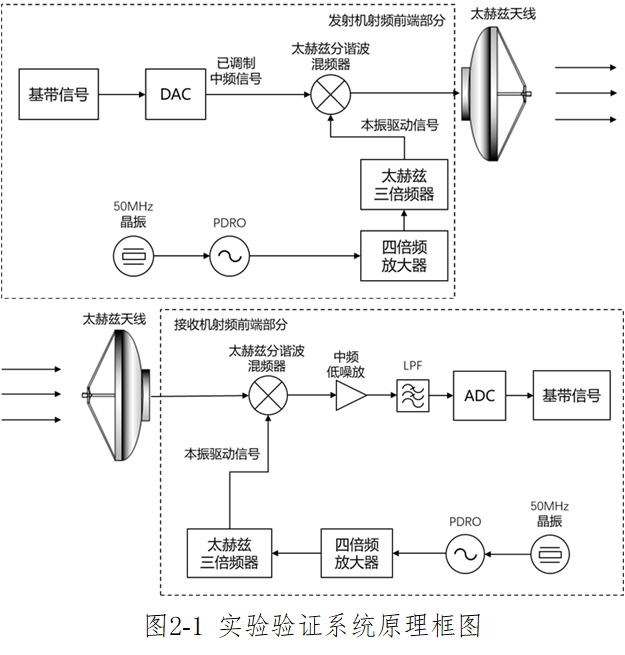 发射机射频前端部分
太赫兹天线
太赫兹分谐波
混频器
已调制
中频信号
基带信号
DAC
本振驱动信号
太赫兹
三倍频器
50MHz
晶振
PDRO
四倍频
放大器
太赫兹天线
接收机射频前端部分
太赫兹分谐波
混频器
中频
低噪放
LPF
ADC
基带信号
本振驱动信号
太赫兹
三倍频器
四倍频
放大器
PDRO
50MHz
晶振
图2-1 实验验证系统原理框图